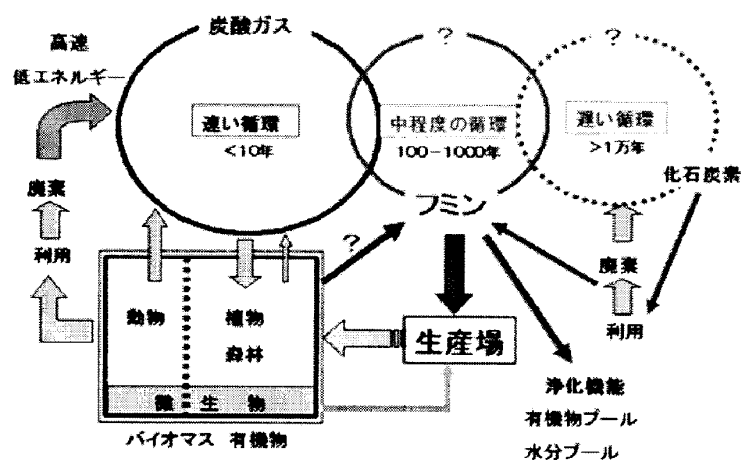 炭酸ガス
?
?
高速
低エネルギー
速い循環
<10年
中程度の循環
100-1000年
遅い循環
>1万年
化石炭素
廃棄
利用
フミン
?
廃棄
利用
動物
植物
森林
微生物
生産場
浄化機能
有機物プール
水分プール
バイオマス 有機物